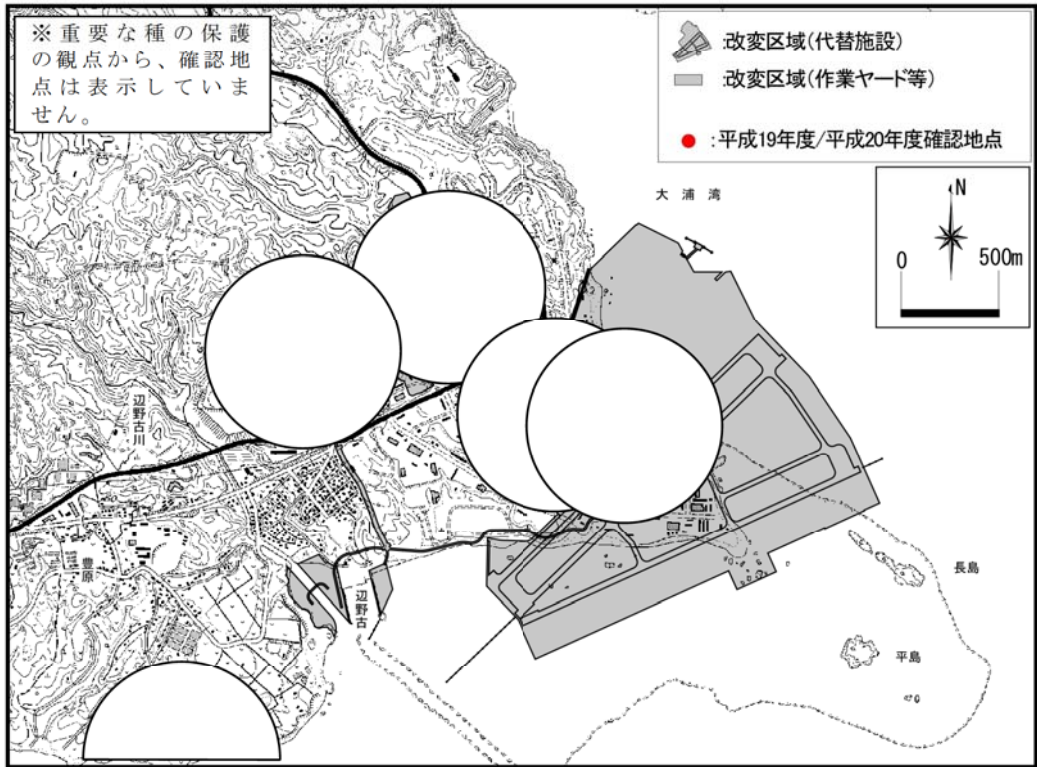 ※重要な種の保護
の観点から、確認地
点は表示していま
せん。
:改変区域(代替施設)
:改変区域(作業ヤード等)
:平成19年度/平成20年度確認地点
大浦湾
N
0 500m
辺野古川
豊原
辺野古
長島
平島